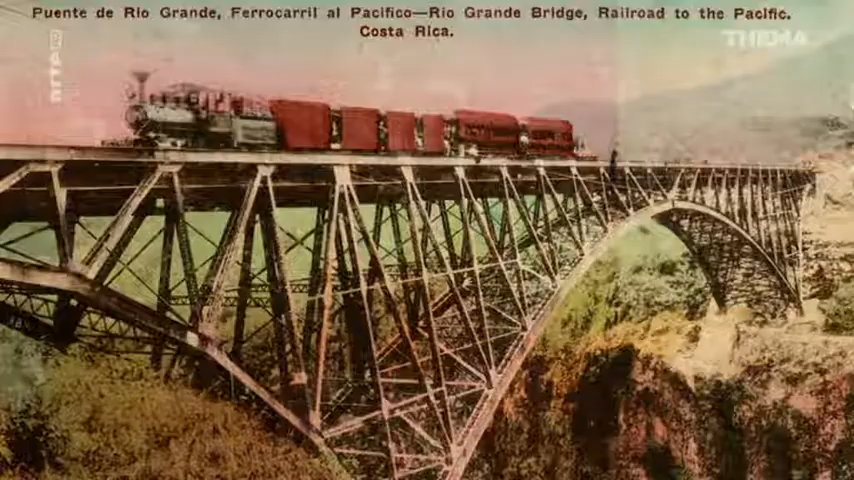 Puente de Rio Grande, Ferrocarril al Pacifico—Rio Grande Bridge, Railroad to the Pacific.
Costa Rica.
arte
THEMA